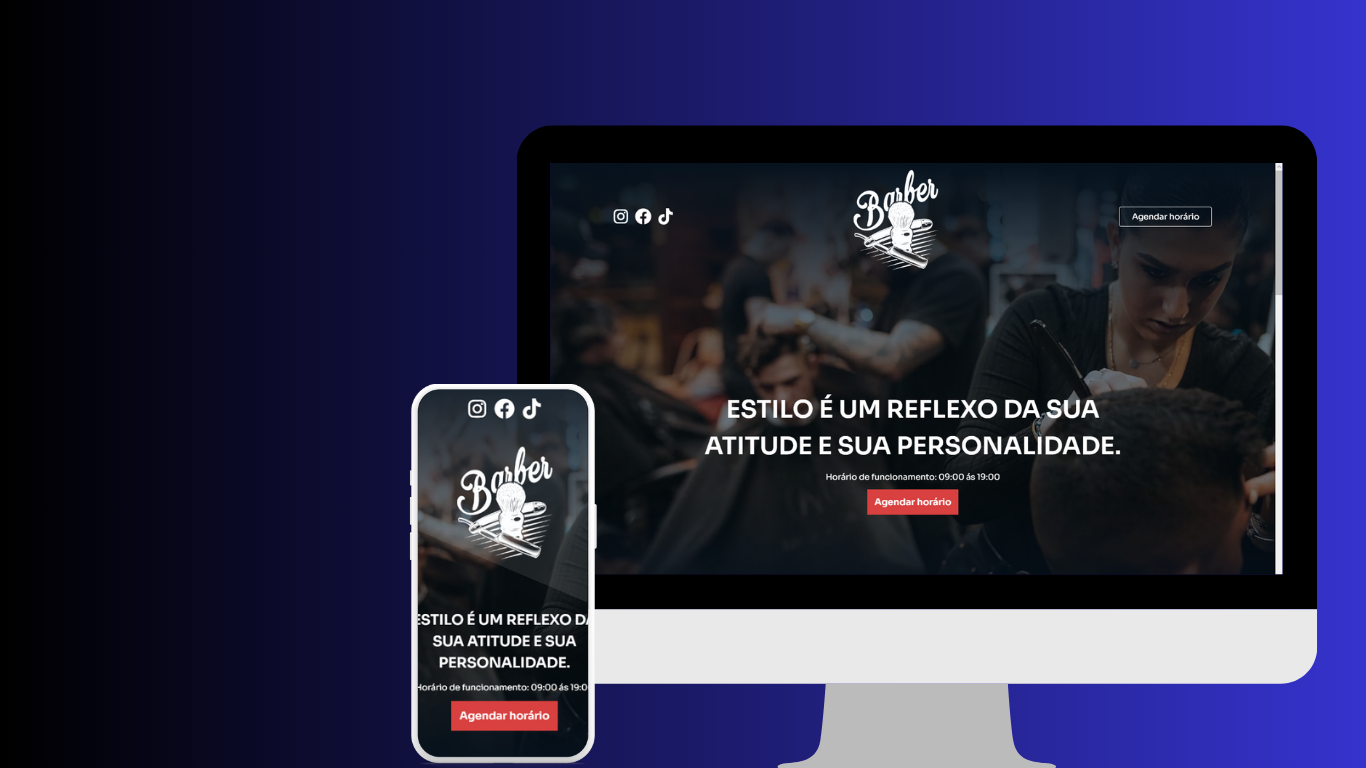 Barber
Agendar horário
ESTILO É UM REFLEXO DA SUA
ATITUDE E SUA PERSONALIDADE.
Horário de funcionamento: 09:00 ás 19:00
Agendar horário
Barber
ESTILO É UM REFLEXO DA
SUA ATITUDE E SUA
PERSONALIDADE.
Horário de funcionamento: 09:00 ás 19:0
Agendar horário